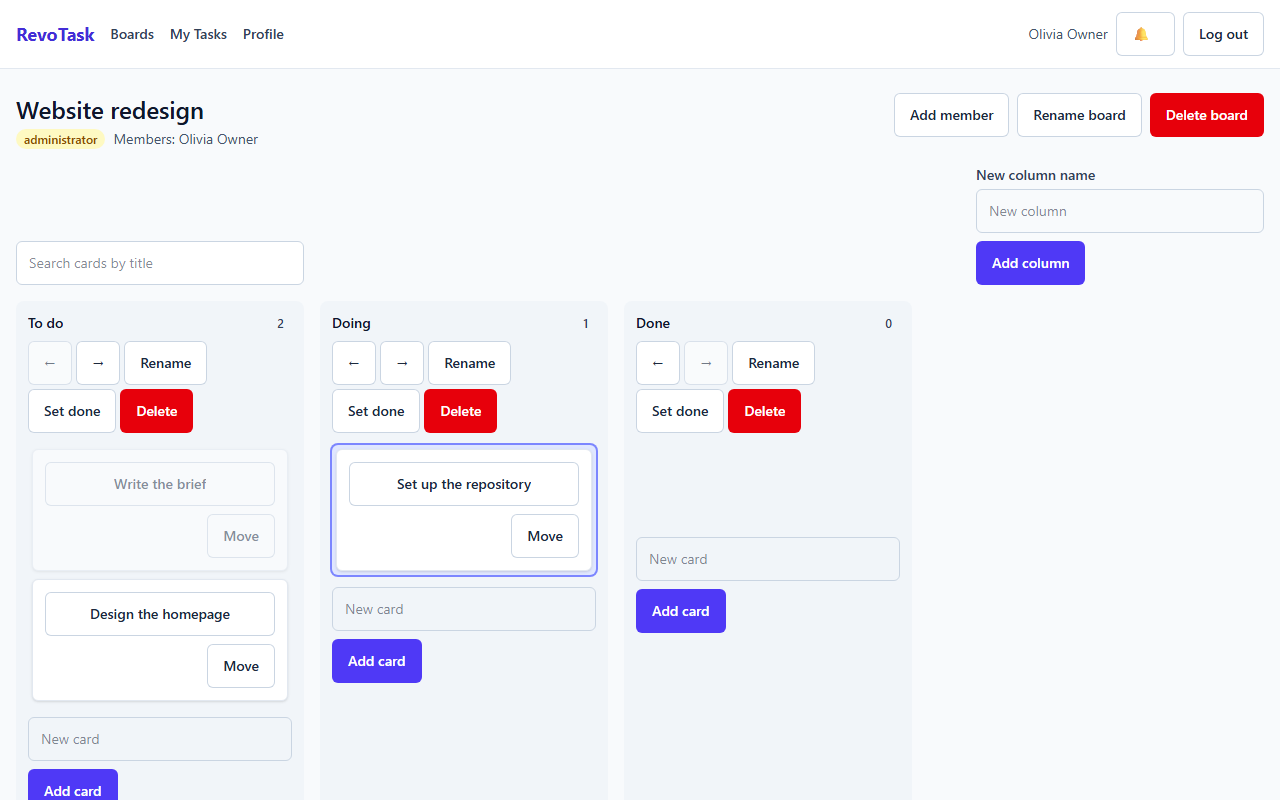 RevoTask Boards My Tasks Profile Olivia Owner 🔔 Log out
Website redesign
administrator Members: Olivia Owner
Add member Rename board Delete board
New column name
New column
Add column
Search cards by title
To do 2
← → Rename
Set done Delete
Write the brief
Move
Design the homepage
Move
New card
Add card
Doing 1
← → Rename
Set done Delete
Set up the repository
Move
New card
Add card
Done 0
← → Rename
Set done Delete
New card
Add card